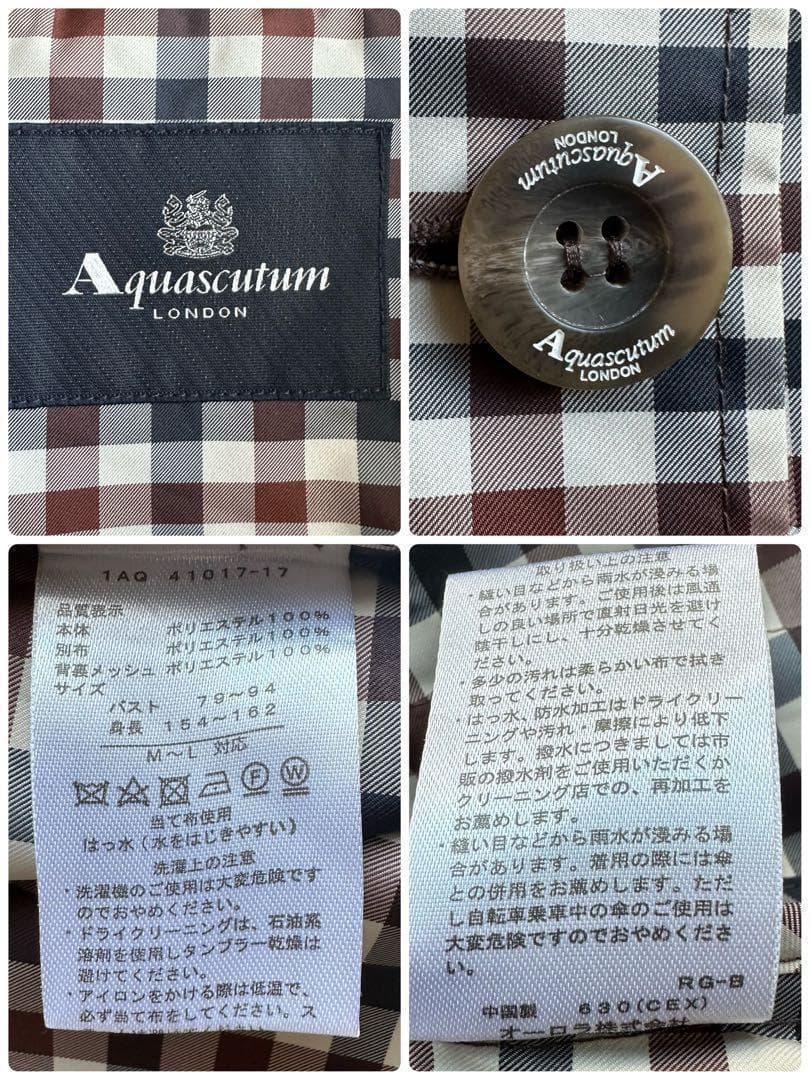 Aquascutum
LONDON
Aquascutum
LONDON
Aquascutum
LONDON
1AQ 41017-17
品質表示
本体 ポリエステル100%
別布 ポリエステル100%
背裏メッシュ ポリエステル100%
サイズ
バスト 79~94
身長 154~162
M~L 対応
F W
当て布使用
はっ水(水をはじきやすい)
洗濯上の注意
・洗濯機のご使用は大変危険です
のでおやめください。
・ドライクリーニングは、石油系
溶剤を使用しタンブラー乾燥は
避けてください。
・アイロンをかける際は低温で、
必ず当て布をしてください。ス
取り扱い上の注意
・縫い目などから雨水が浸みる場
合があります。ご使用後は風通
しの良い場所で直射日光を避け
陰干しにし、十分乾燥させてく
ださい。
・多少の汚れは柔らかい布で拭き
取ってください。
・はっ水、防水加工はドライクリー
ニングや汚れ・摩擦により低下
します。撥水につきましては市
販の撥水剤をご使用いただくか
クリーニング店での、再加工を
お薦めします。
・縫い目などから雨水が浸みる場
合があります。着用の際には傘
との併用をお薦めします。ただ
し自転車乗車中の傘のご使用は
大変危険ですのでおやめくださ
い。
RG-B
中国製 630(CEX)
オーロラ株式会社